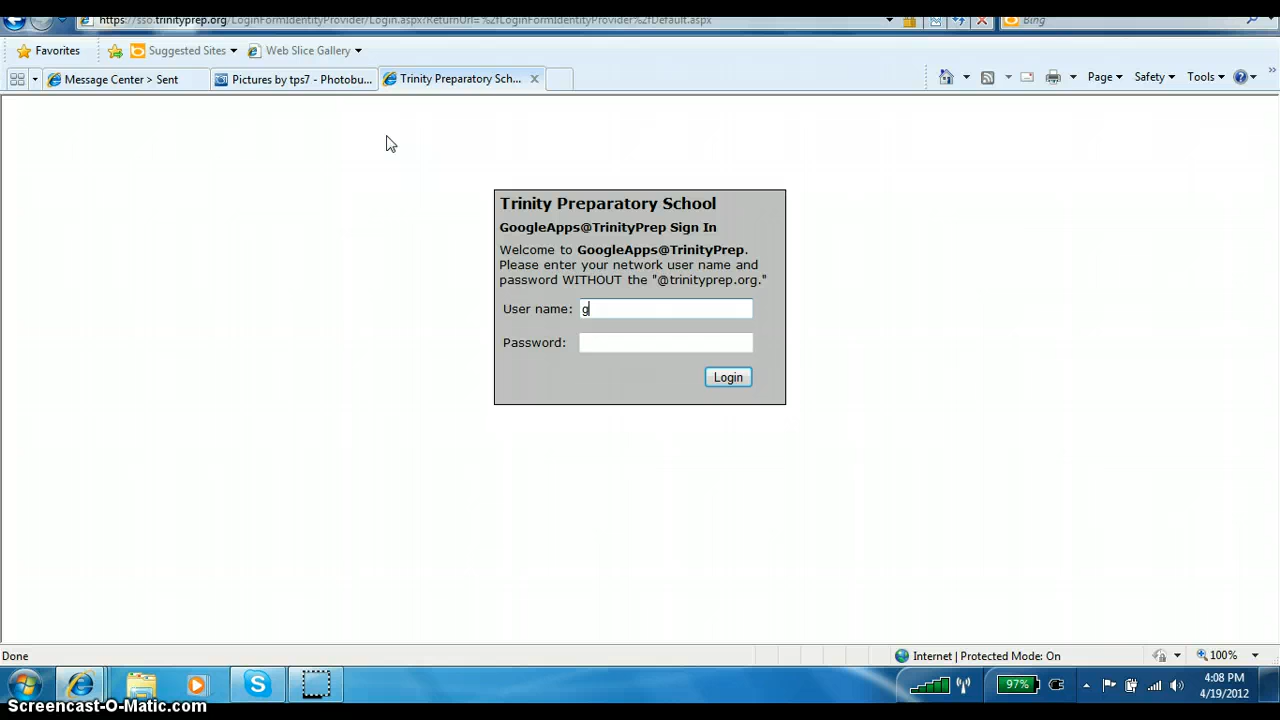 https://sso.trinityprep.org/LoginFormIdentityProvider/Login.aspx?ReturnUrl=%2fLoginFormIdentityProvider%2fDefault.aspx
Bing
Favorites
Suggested Sites
Web Slice Gallery
Message Center > Sent
Pictures by tps7 - Photobu...
Trinity Preparatory Sch...
Page
Safety
Tools
Trinity Preparatory School
GoogleApps@TrinityPrep Sign In
Welcome to GoogleApps@TrinityPrep.
Please enter your network user name and
password WITHOUT the "@trinityprep.org."
User name: g
Password:
Login
Done
Internet | Protected Mode: On
100%
97%
4:08 PM
4/19/2012
Screencast-O-Matic.com